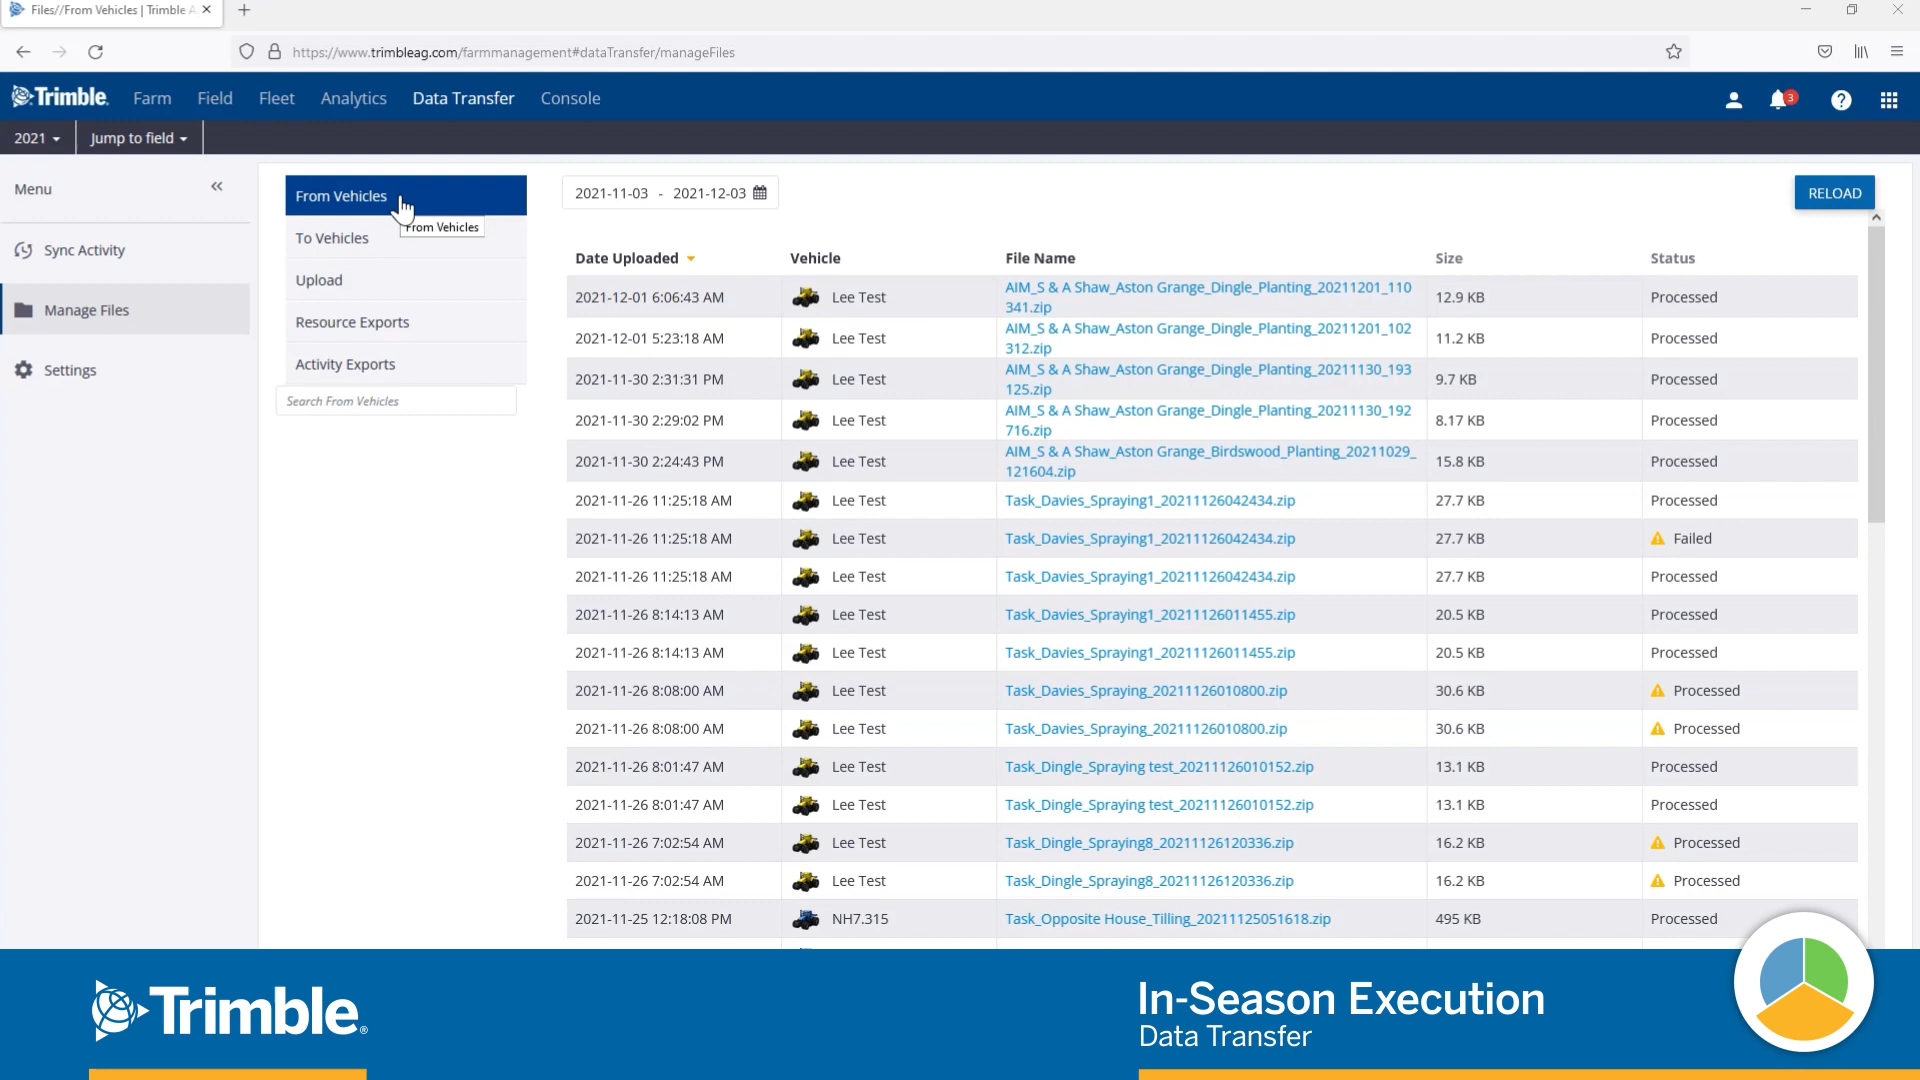 Files//From Vehicles | Trimble A
https://www.trimbleag.com/farmmanagement#dataTransfer/manageFiles
Trimble Farm Field Fleet Analytics Data Transfer Console 3 ?
2021 Jump to field
Menu
Sync Activity
Manage Files
Settings
From Vehicles
From Vehicles
To Vehicles
Upload
Resource Exports
Activity Exports
Search From Vehicles
2021-11-03 - 2021-12-03 RELOAD
Date Uploaded Vehicle File Name Size Status
2021-12-01 6:06:43 AM Lee Test AIM_S & A Shaw_Aston Grange_Dingle_Planting_20211201_110
341.zip 12.9 KB Processed
2021-12-01 5:23:18 AM Lee Test AIM_S & A Shaw_Aston Grange_Dingle_Planting_20211201_102
312.zip 11.2 KB Processed
2021-11-30 2:31:31 PM Lee Test AIM_S & A Shaw_Aston Grange_Dingle_Planting_20211130_193
125.zip 9.7 KB Processed
2021-11-30 2:29:02 PM Lee Test AIM_S & A Shaw_Aston Grange_Dingle_Planting_20211130_192
716.zip 8.17 KB Processed
2021-11-30 2:24:43 PM Lee Test AIM_S & A Shaw_Aston Grange_Birdswood_Planting_20211029_
121604.zip 15.8 KB Processed
2021-11-26 11:25:18 AM Lee Test Task_Davies_Spraying1_20211126042434.zip 27.7 KB Processed
2021-11-26 11:25:18 AM Lee Test Task_Davies_Spraying1_20211126042434.zip 27.7 KB Failed
2021-11-26 11:25:18 AM Lee Test Task_Davies_Spraying1_20211126042434.zip 27.7 KB Processed
2021-11-26 8:14:13 AM Lee Test Task_Davies_Spraying1_20211126011455.zip 20.5 KB Processed
2021-11-26 8:14:13 AM Lee Test Task_Davies_Spraying1_20211126011455.zip 20.5 KB Processed
2021-11-26 8:08:00 AM Lee Test Task_Davies_Spraying_20211126010800.zip 30.6 KB Processed
2021-11-26 8:08:00 AM Lee Test Task_Davies_Spraying_20211126010800.zip 30.6 KB Processed
2021-11-26 8:01:47 AM Lee Test Task_Dingle_Spraying test_20211126010152.zip 13.1 KB Processed
2021-11-26 8:01:47 AM Lee Test Task_Dingle_Spraying test_20211126010152.zip 13.1 KB Processed
2021-11-26 7:02:54 AM Lee Test Task_Dingle_Spraying8_20211126120336.zip 16.2 KB Processed
2021-11-26 7:02:54 AM Lee Test Task_Dingle_Spraying8_20211126120336.zip 16.2 KB Processed
2021-11-25 12:18:08 PM NH7.315 Task_Opposite House_Tilling_20211125051618.zip 495 KB Processed
Trimble®
In-Season Execution
Data Transfer